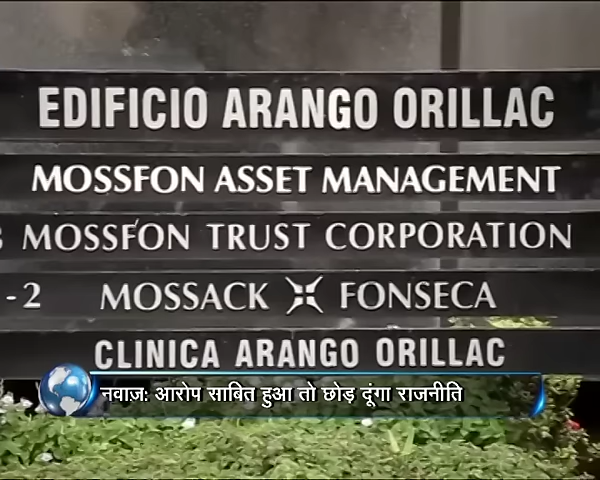 EDIFICIO ARANGO ORILLAC
MOSSFON ASSET MANAGEMENT
MOSSFON TRUST CORPORATION
-2 MOSSACK FONSECA
CLINICA ARANGO ORILLAC
नवाज़: आरोप साबित हुआ तो छोड़ दूंगा राजनीति